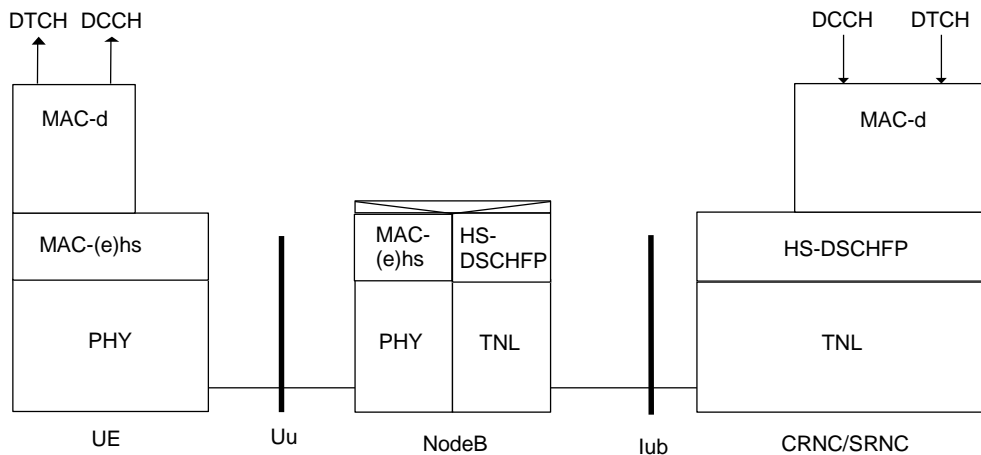 DTCH DCCH
DCCH DTCH
MAC-d
MAC-d
MAC-(e)hs
MAC-
(e)hs
HS-
DSCHFP
HS-DSCHFP
PHY
PHY
TNL
TNL
UE
Uu
NodeB
Iub
CRNC/SRNC